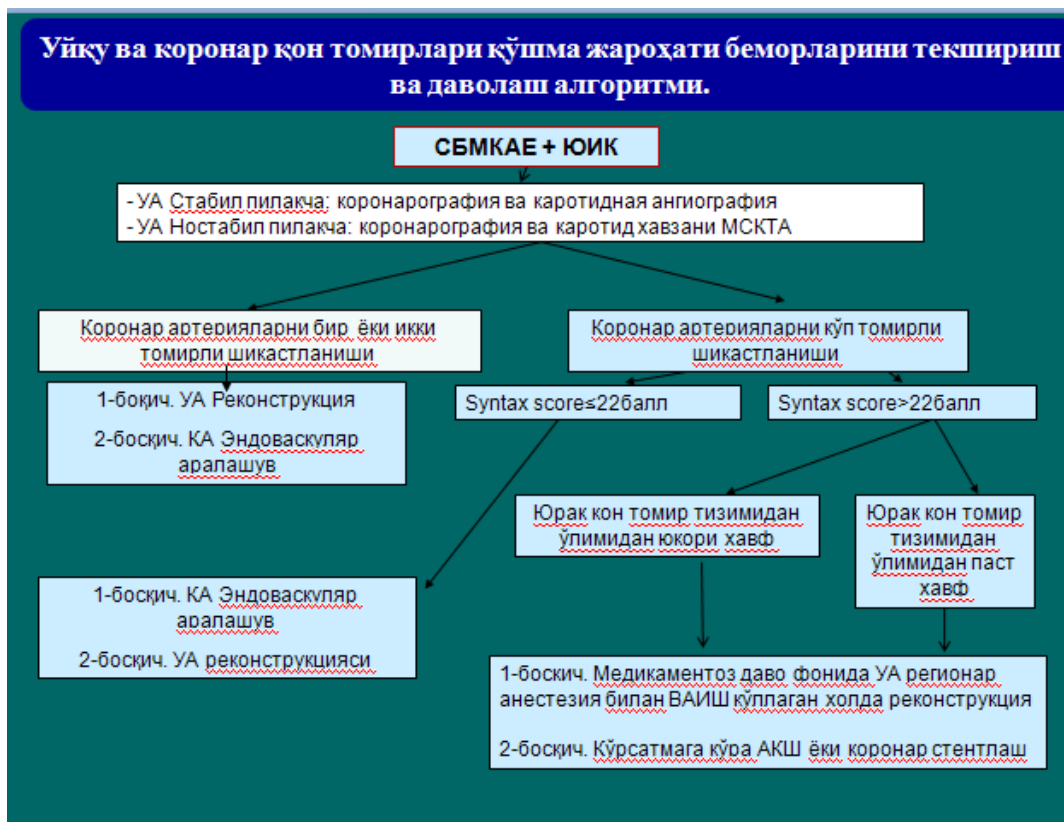 Уйқу ва коронар қон томирлари қўшма жароҳати беморларини текшириш
ва даволаш алгоритми.
СБМКАЕ + ЮИК
- УА Стабил пилакча: коронарография ва каротидная ангиография
- УА Ностабил пилакча: коронарография ва каротид хавзани МСКТА
Коронар артерияларни бир ёки икки
томирли шикастланиши
Коронар артерияларни кўп томирли
шикастланиши
1-боқич. УА Реконструкция
2-босқич. КА Эндоваскуляр
аралашув
Syntax score≤22балл
Syntax score>22балл
Юрак кон томир тизимидан
ўлимидан юкори хавф
Юрак кон томир
тизимидан
ўлимидан паст
хавф
1-босқич. КА Эндоваскуляр
аралашув
2-босқич. УА реконструкцияси
1-боскич. Медикаментоз даво фонида УА регионар
анестезия билан ВАИШ кўллаган холда реконструкция
2-босқич. Кўрсатмага кўра АКШ ёки коронар стентлаш